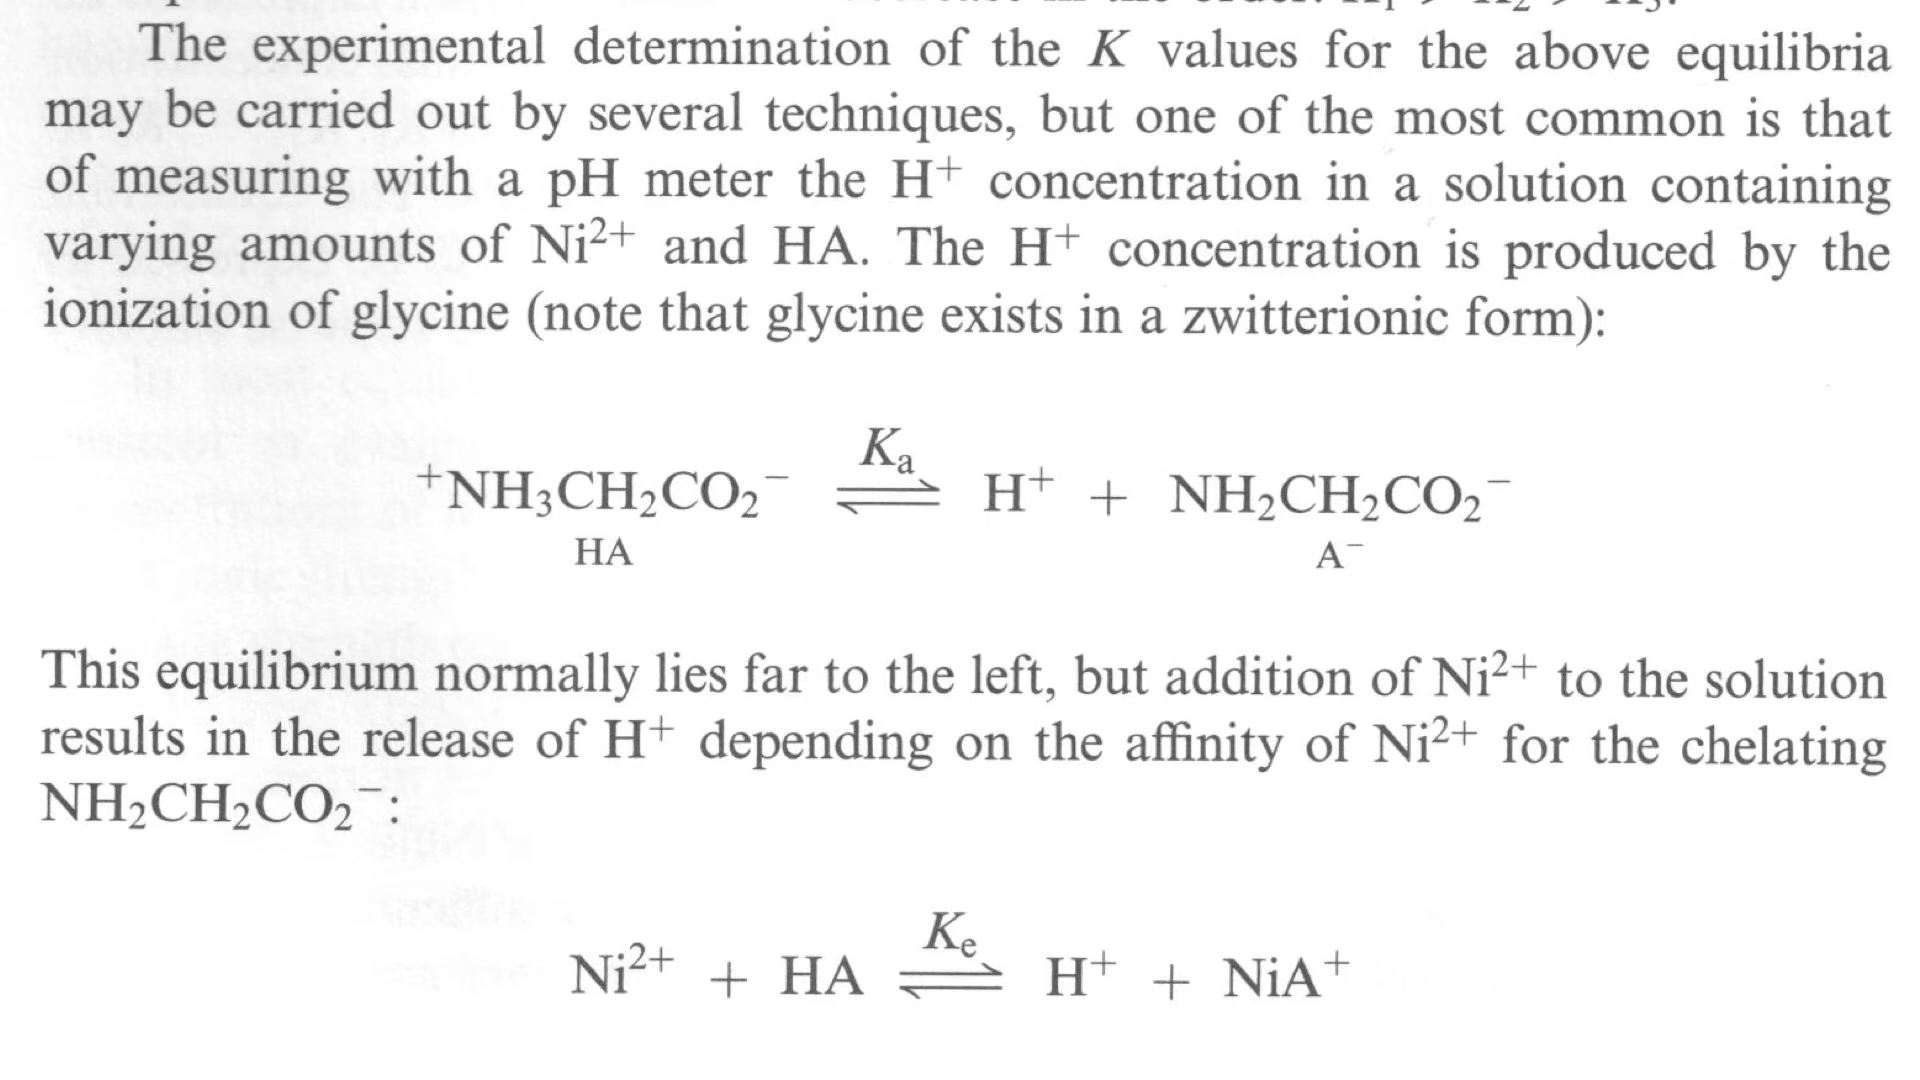 The experimental determination of the K values for the above equilibria
may be carried out by several techniques, but one of the most common is that
of measuring with a pH meter the H⁺ concentration in a solution containing
varying amounts of Ni²⁺ and HA. The H⁺ concentration is produced by the
ionization of glycine (note that glycine exists in a zwitterionic form):
Kₐ
⁺NH₃CH₂CO₂⁻ ⇌ H⁺ + NH₂CH₂CO₂⁻
HA A⁻
This equilibrium normally lies far to the left, but addition of Ni²⁺ to the solution
results in the release of H⁺ depending on the affinity of Ni²⁺ for the chelating
NH₂CH₂CO₂⁻:
Kₑ
Ni²⁺ + HA ⇌ H⁺ + NiA⁺